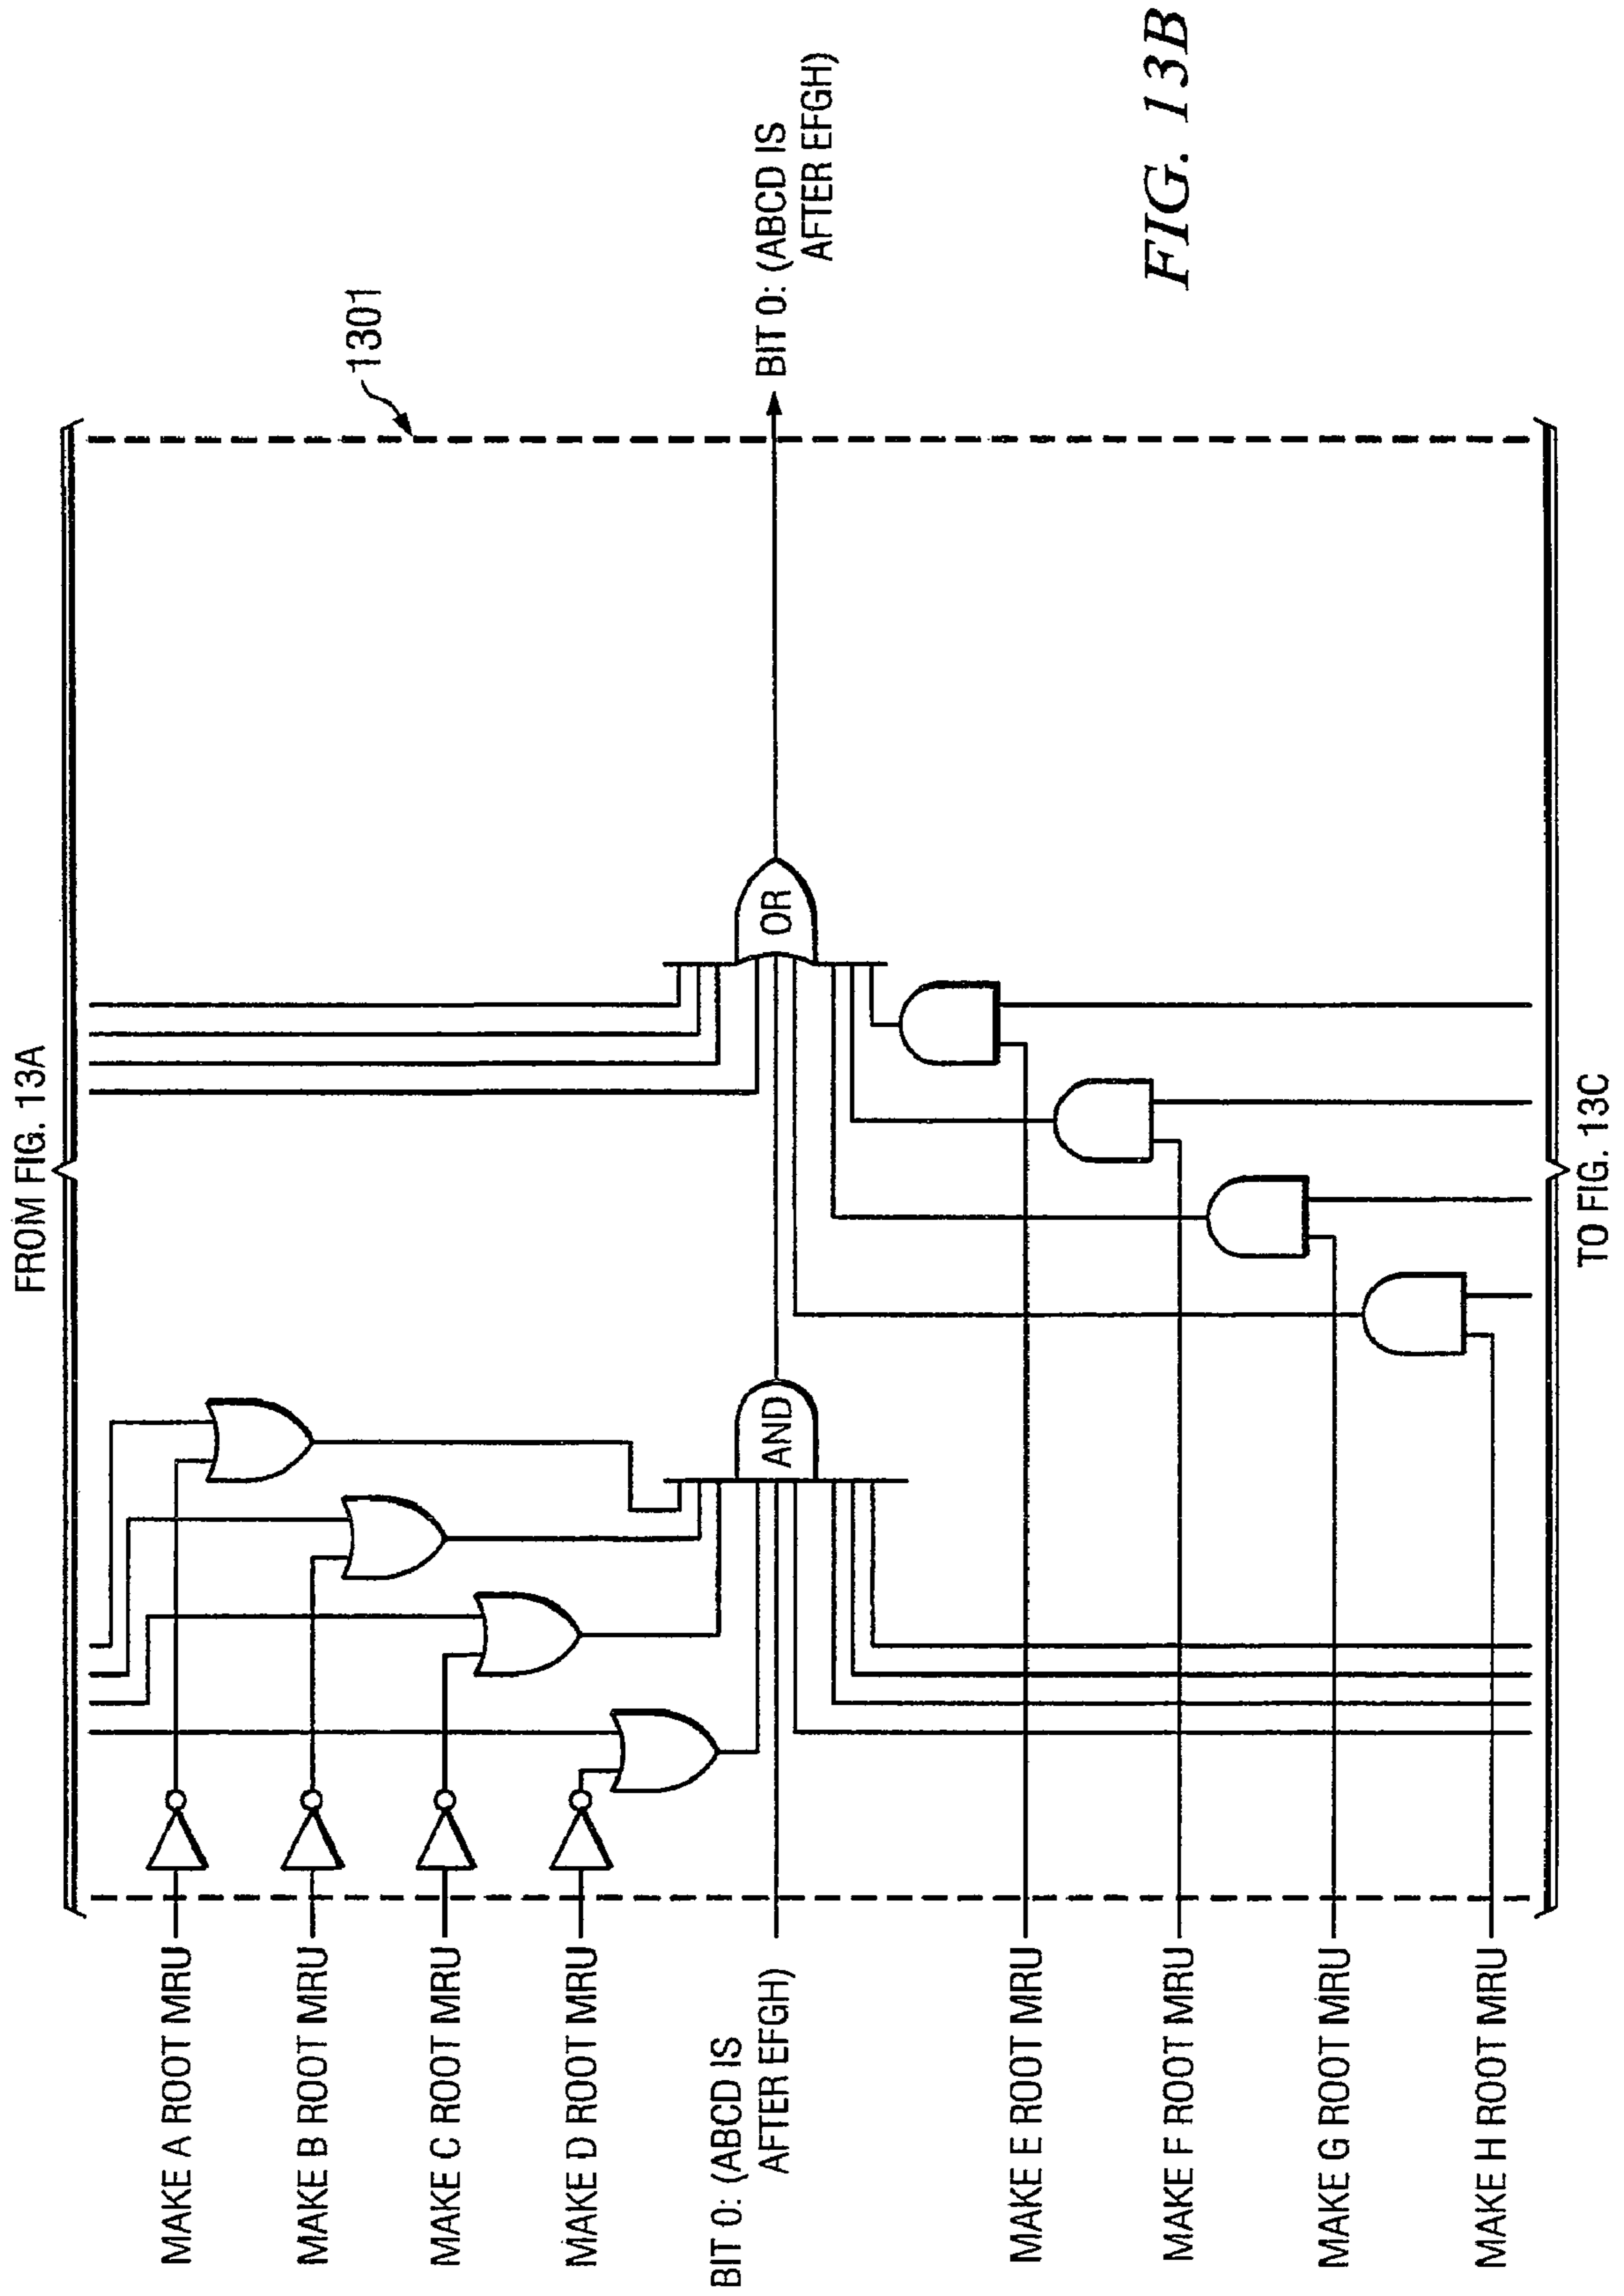 FROM FIG. 13A
MAKE A ROOT MRU
MAKE B ROOT MRU
MAKE C ROOT MRU
MAKE D ROOT MRU
BIT 0: (ABCD IS
AFTER EFGH)
MAKE E ROOT MRU
MAKE F ROOT MRU
MAKE G ROOT MRU
MAKE H ROOT MRU
AND
OR
1301
BIT 0: (ABCD IS
AFTER EFGH)
TO FIG. 13C
FIG. 13B